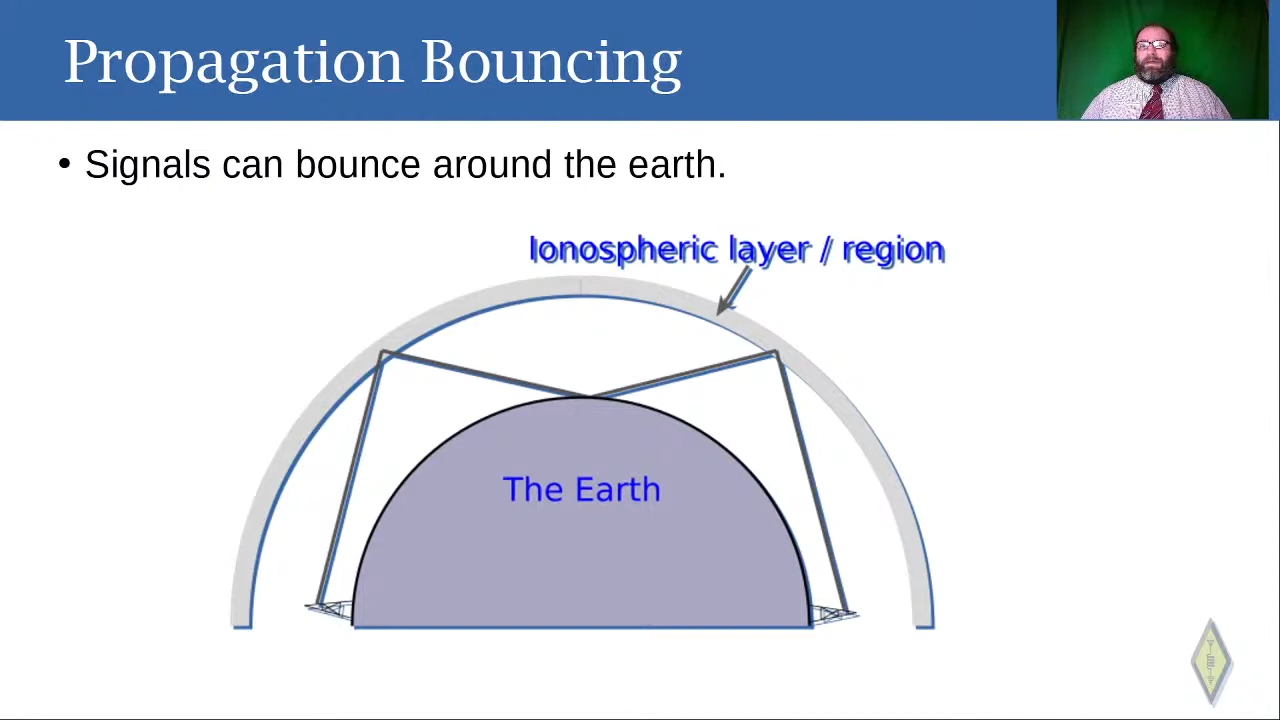 Propagation Bouncing
• Signals can bounce around the earth.
Ionospheric layer / region
The Earth